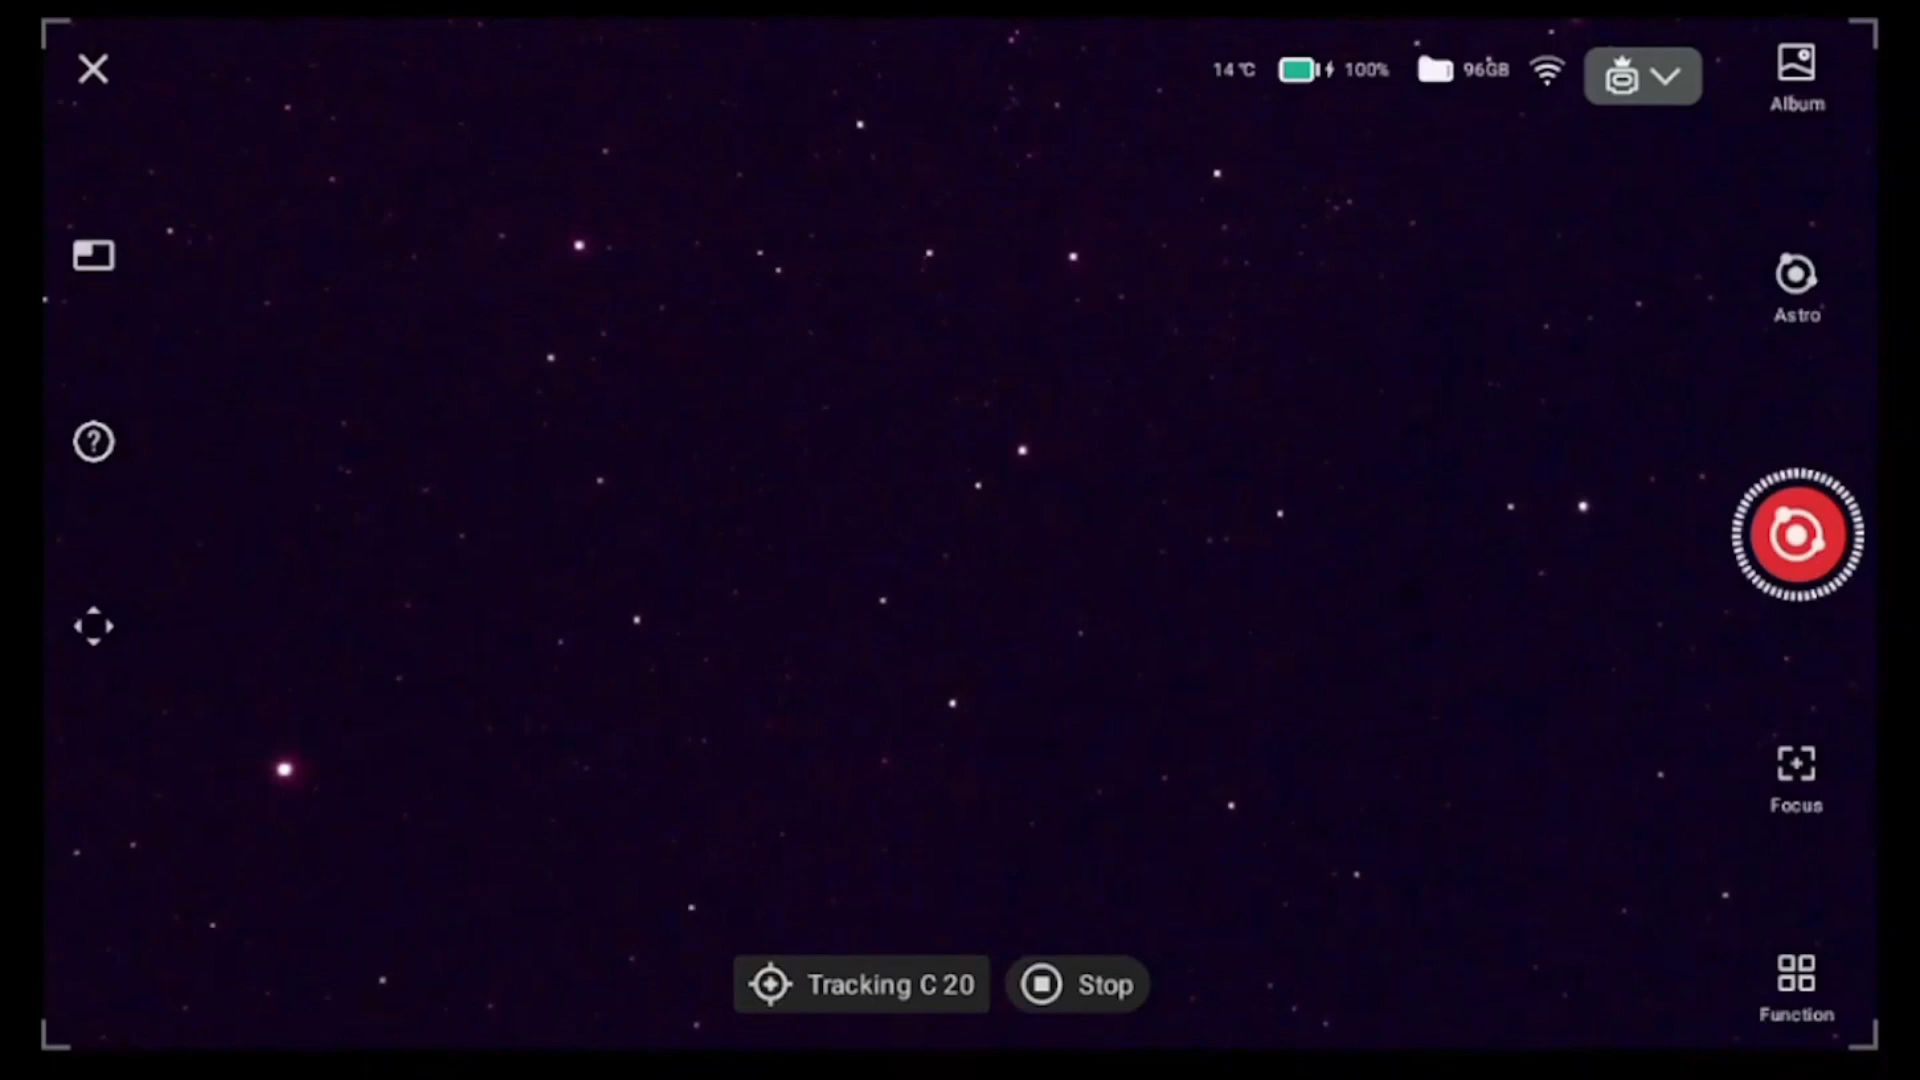 14°C
100%
96GB
Album
Astro
Focus
Tracking C 20
Stop
Function